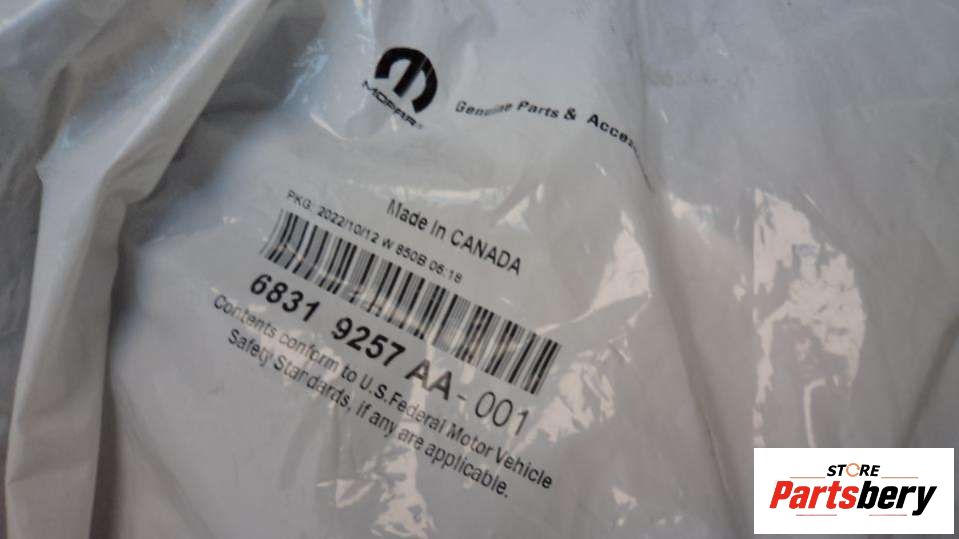 MOPAR
Genuine Parts & Access
Made In CANADA
PKG: 2022/10/12 W 850B 06:18
6831 9257 AA-001
Contents conform to U.S.Federal Motor Vehicle
Safety Standards, if any are applicable.
STORE
Partsbery